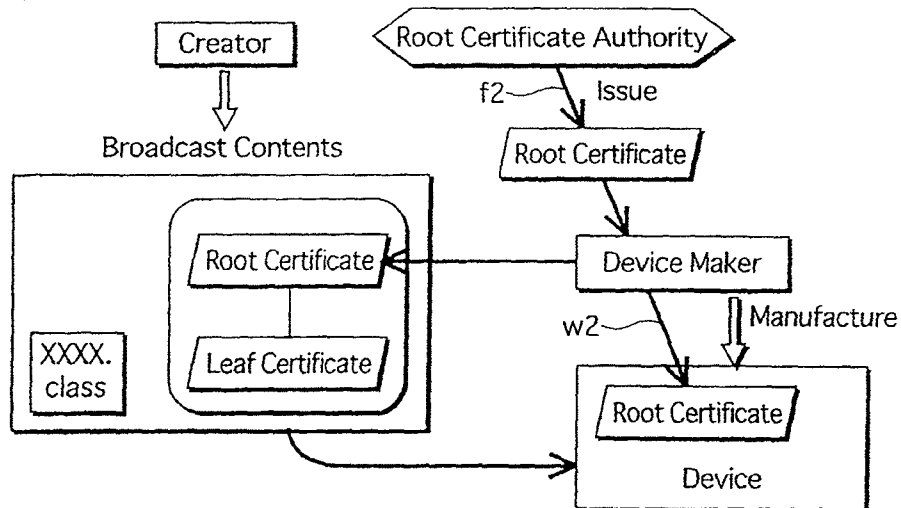 Creator
Root Certificate Authority
f2
Issue
Broadcast Contents
Root Certificate
Root Certificate
Device Maker
w2
Manufacture
XXXX.
class
Leaf Certificate
Root Certificate
Device